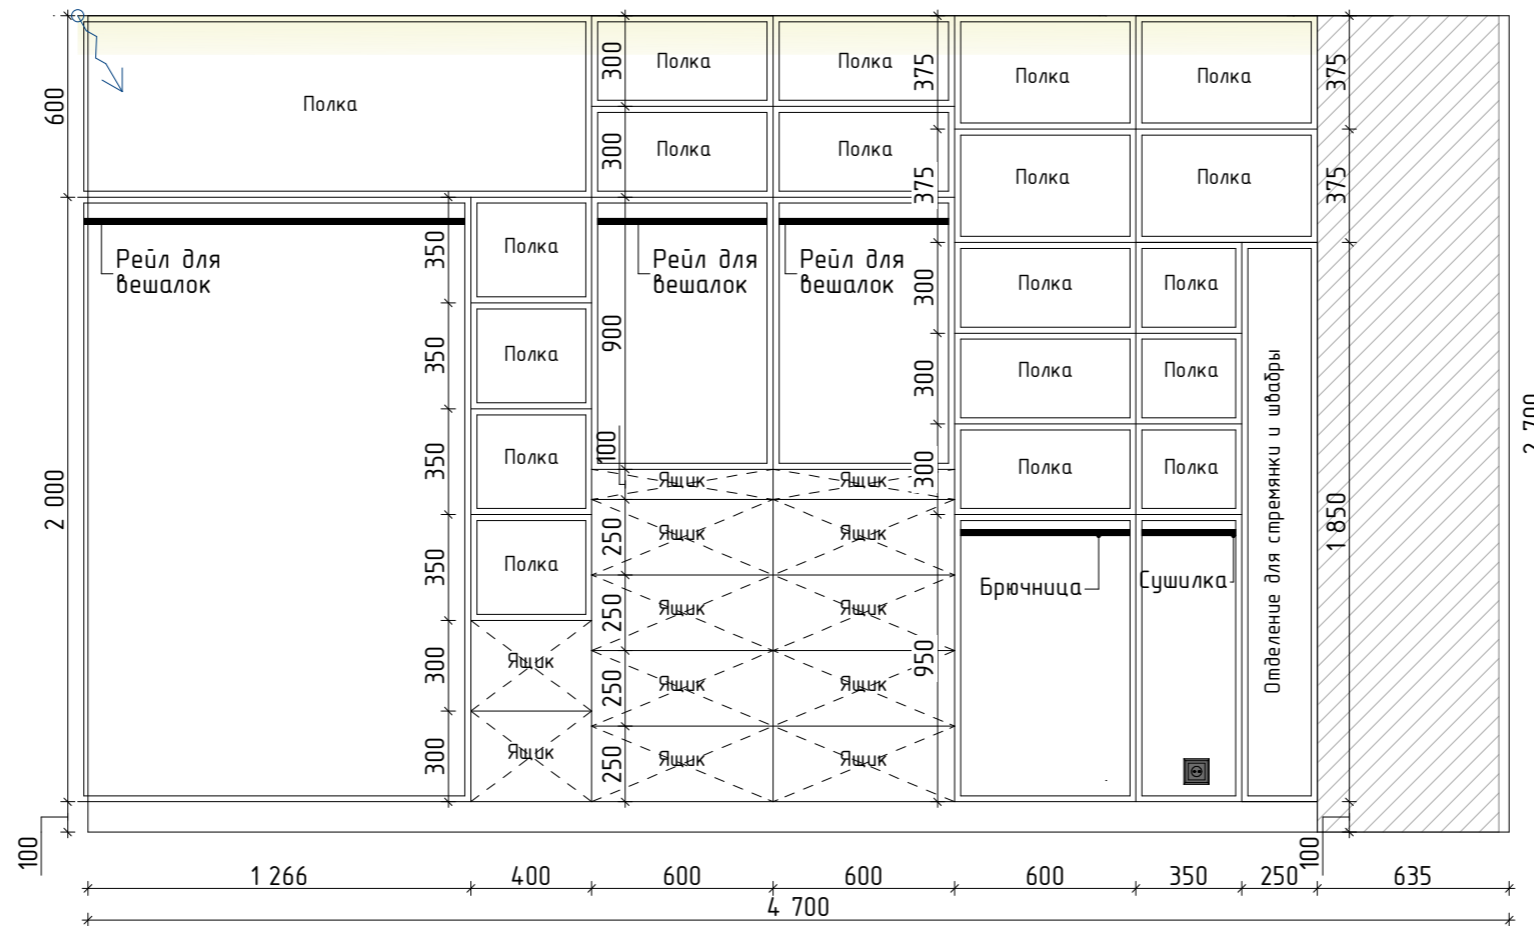 Полка
Полка
Полка
Полка
Полка
Полка
Полка
Полка
Полка
600
300
300
375
375
375
375
Рейл для
вешалок
Рейл для
вешалок
Рейл для
вешалок
Полка
Полка
Полка
Полка
350
350
350
350
300
300
Ящик
Ящик
900
100
250
250
250
250
Ящик
Ящик
Ящик
Ящик
Ящик
Ящик
Ящик
Ящик
Ящик
Ящик
Полка
Полка
Полка
Полка
Полка
Полка
300
300
300
950
Брючница
Сушилка
Отделение для стремянки и швабры
2 000
1 850
2 700
100
100
1 266
400
600
600
600
350
250
635
4 700